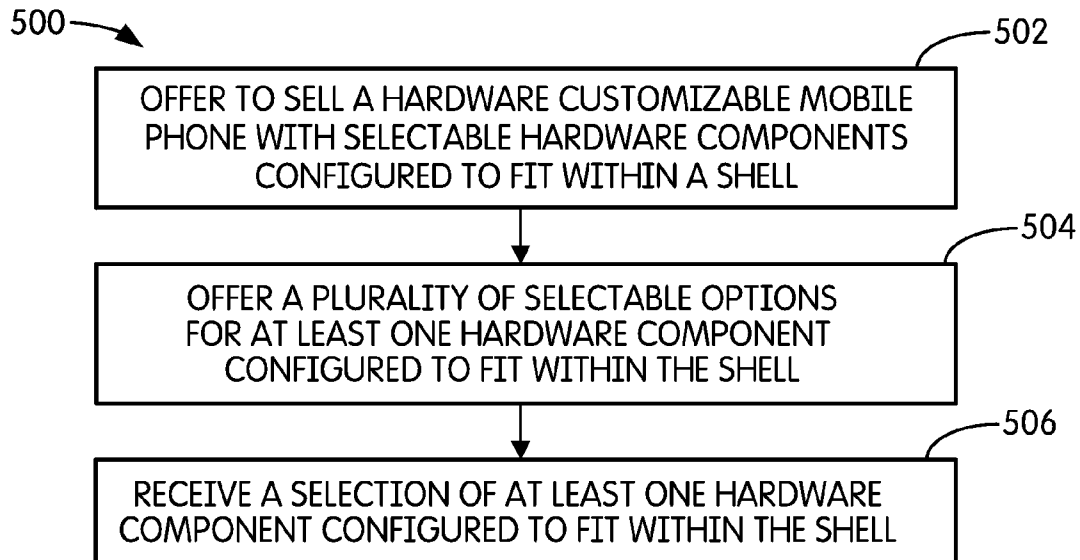 500
502
OFFER TO SELL A HARDWARE CUSTOMIZABLE MOBILE
PHONE WITH SELECTABLE HARDWARE COMPONENTS
CONFIGURED TO FIT WITHIN A SHELL
504
OFFER A PLURALITY OF SELECTABLE OPTIONS
FOR AT LEAST ONE HARDWARE COMPONENT
CONFIGURED TO FIT WITHIN THE SHELL
506
RECEIVE A SELECTION OF AT LEAST ONE HARDWARE
COMPONENT CONFIGURED TO FIT WITHIN THE SHELL